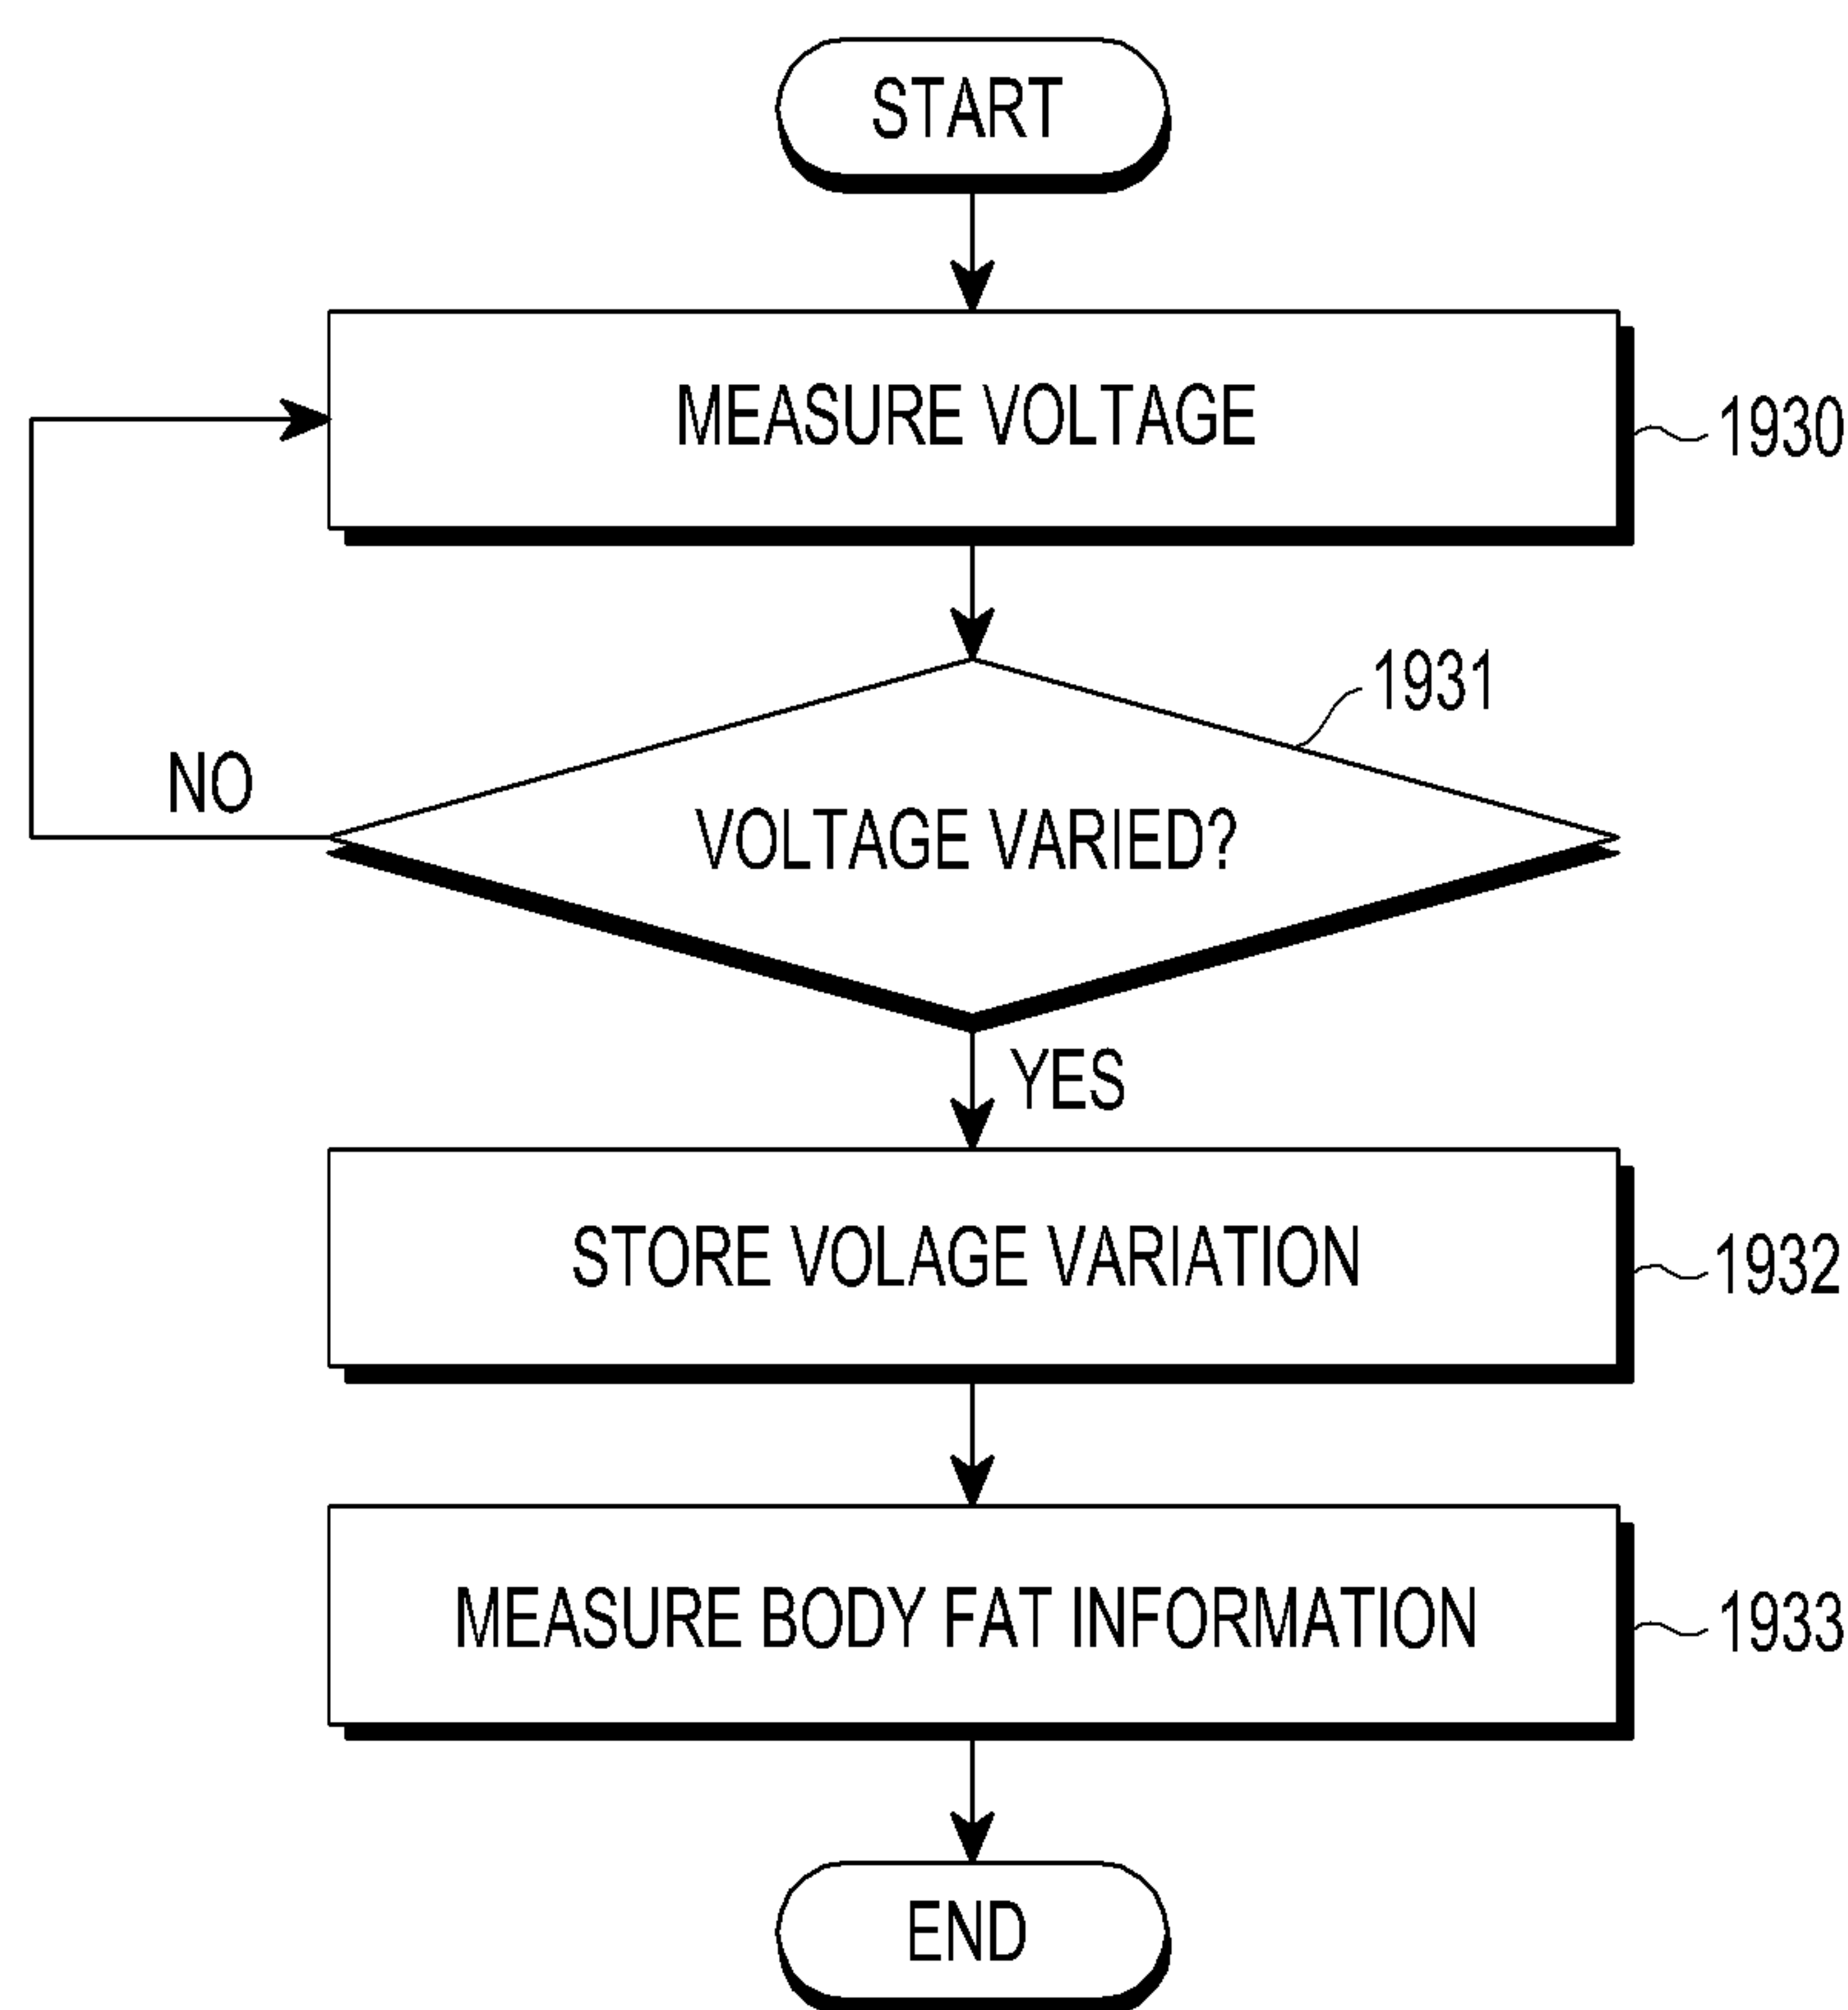 START
MEASURE VOLTAGE
1930
1931
NO
VOLTAGE VARIED?
YES
STORE VOLAGE VARIATION
1932
MEASURE BODY FAT INFORMATION
1933
END